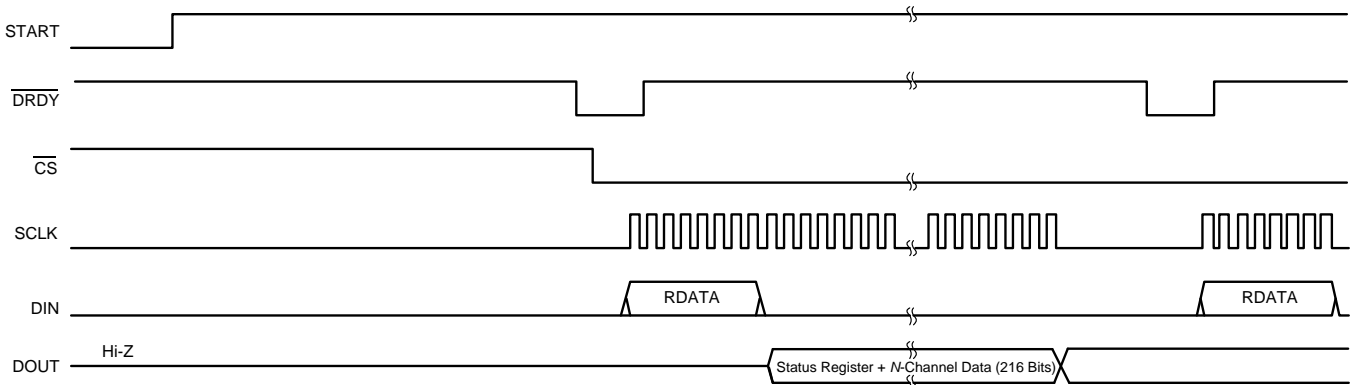 START
DRDY
CS
SCLK
DIN
RDATA
RDATA
DOUT
Hi-Z
Status Register + N-Channel Data (216 Bits)